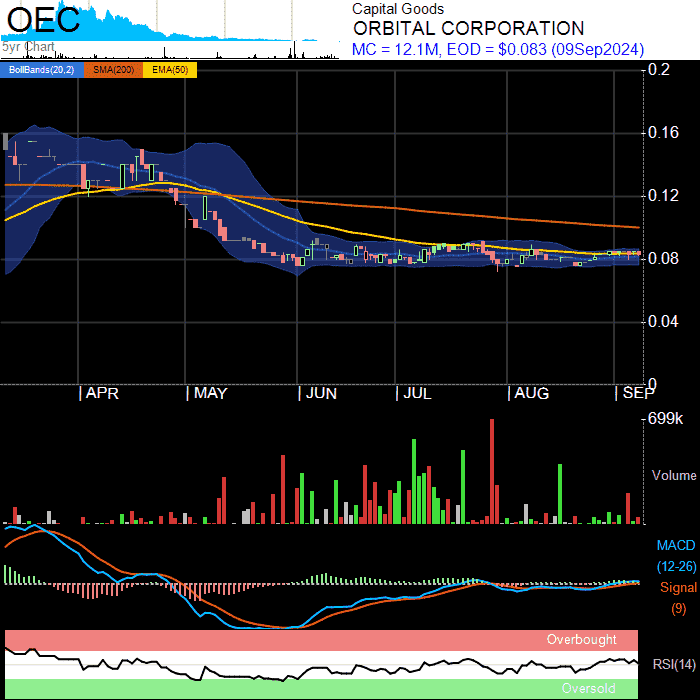 OEC
5yr Chart
Capital Goods
ORBITAL CORPORATION
MC = 12.1M, EOD = $0.083 (09Sep2024)
BollBands(20,2) SMA(200) EMA(50)
0.2
0.16
0.12
0.08
0.04
0
| APR | MAY | JUN | JUL | AUG | SEP
699k
Volume
MACD
(12-26)
Signal
(9)
Overbought
RSI(14)
Oversold